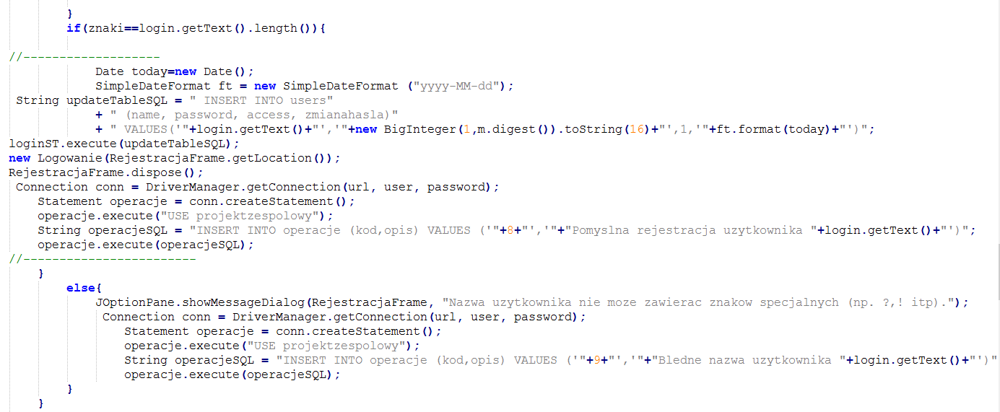 }
if(znaki==login.getText().length()){
//-------------------
Date today=new Date();
SimpleDateFormat ft = new SimpleDateFormat ("yyyy-MM-dd");
String updateTableSQL = " INSERT INTO users"
+ " (name, password, access, zmianahasla)"
+ " VALUES('"+login.getText()+"','"+new BigInteger(1,m.digest()).toString(16)+"',1,'"+ft.format(today)+"')";
loginST.execute(updateTableSQL);
new Logowanie(RejestracjaFrame.getLocation());
RejestracjaFrame.dispose();
Connection conn = DriverManager.getConnection(url, user, password);
Statement operacje = conn.createStatement();
operacje.execute("USE projektzespolowy");
String operacjeSQL = "INSERT INTO operacje (kod,opis) VALUES ('"+8+"','"+"Pomyslna rejestracja uzytkownika "+login.getText()+"')";
operacje.execute(operacjeSQL);
//------------------------
}
else{
JOptionPane.showMessageDialog(RejestracjaFrame, "Nazwa uzytkownika nie moze zawierac znakow specjalnych (np. ?,! itp).");
Connection conn = DriverManager.getConnection(url, user, password);
Statement operacje = conn.createStatement();
operacje.execute("USE projektzespolowy");
String operacjeSQL = "INSERT INTO operacje (kod,opis) VALUES ('"+9+"','"+"Bledne nazwa uzytkownika "+login.getText()+"')"
operacje.execute(operacjeSQL);
}
}